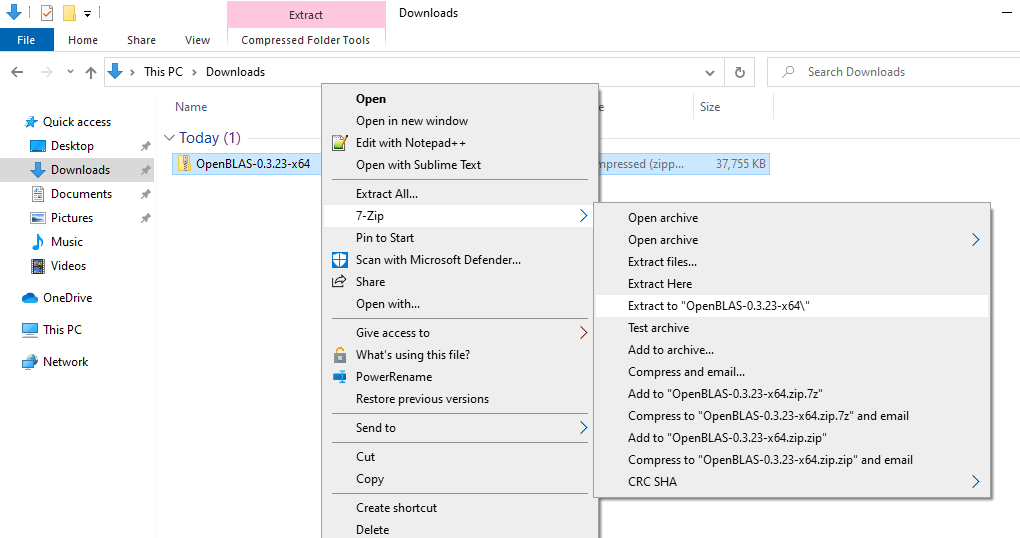 Extract
Downloads
File
Home
Share
View
Compressed Folder Tools
This PC
Downloads
Search Downloads
Name
e
Size
Quick access
Desktop
Downloads
Documents
Pictures
Music
Videos
OneDrive
This PC
Network
Today (1)
OpenBLAS-0.3.23-x64
mpressed (zipp...
37,755 KB
Open
Open in new window
Edit with Notepad++
Open with Sublime Text
Extract All...
7-Zip
Pin to Start
Scan with Microsoft Defender...
Share
Open with...
Give access to
What's using this file?
PowerRename
Restore previous versions
Send to
Cut
Copy
Create shortcut
Delete
Open archive
Open archive
Extract files...
Extract Here
Extract to "OpenBLAS-0.3.23-x64\"
Test archive
Add to archive...
Compress and email...
Add to "OpenBLAS-0.3.23-x64.zip.7z"
Compress to "OpenBLAS-0.3.23-x64.zip.7z" and email
Add to "OpenBLAS-0.3.23-x64.zip.zip"
Compress to "OpenBLAS-0.3.23-x64.zip.zip" and email
CRC SHA